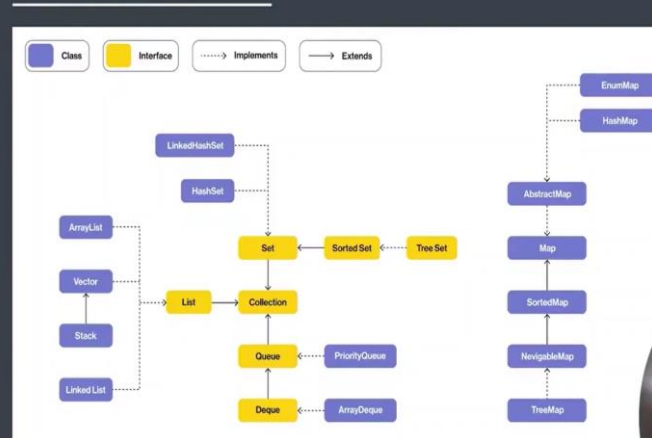 Class Interface Implements Extends
EnumMap
HashMap
LinkedHashSet
HashSet
AbstractMap
ArrayList
Set Sorted Set Tree Set Map
Vector
List Collection SortedMap
Stack
Queue PriorityQueue NevigableMap
Linked List
Deque ArrayDeque TreeMap